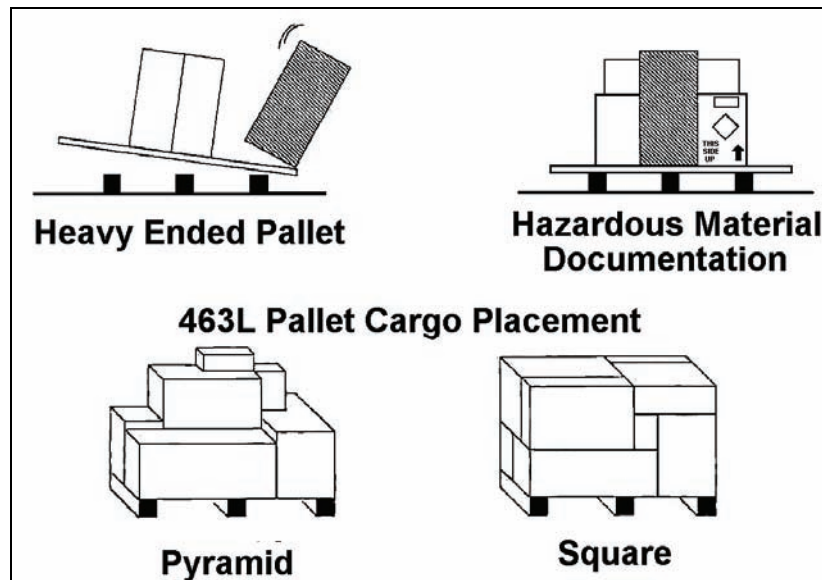 THIS
SIDE
UP
Heavy Ended Pallet
Hazardous Material
Documentation
463L Pallet Cargo Placement
Pyramid
Square